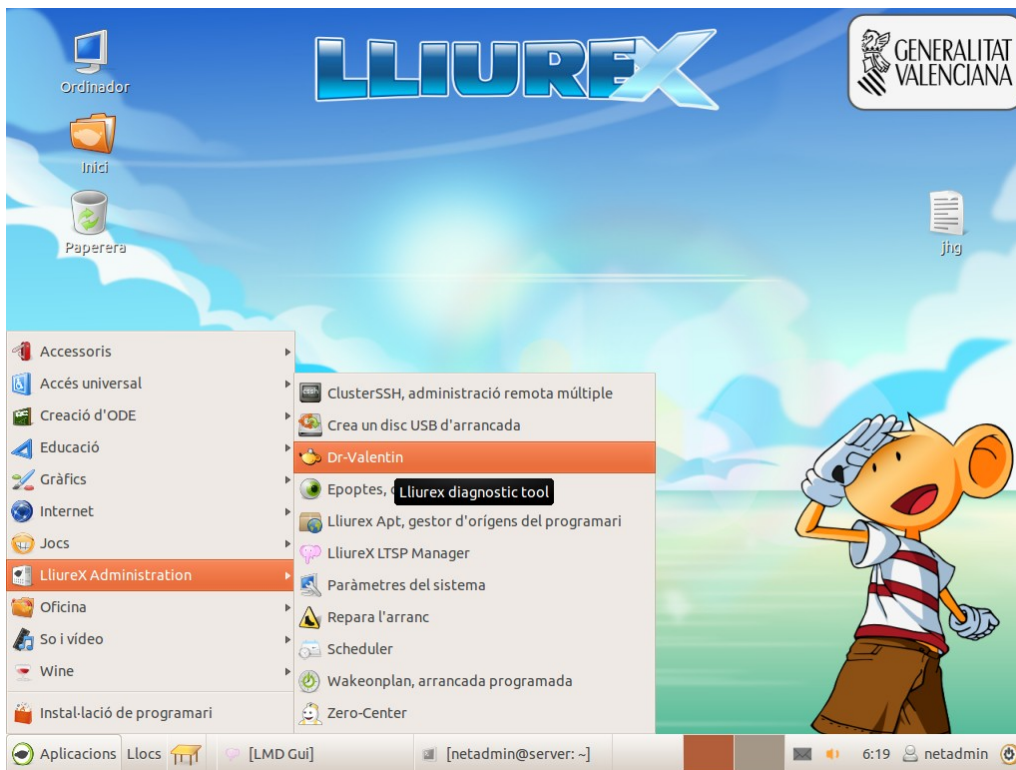 Ordinador
Inici
Paperera
LLIUREX
GENERALITAT
VALENCIANA
jhg
Accessoris
Accés universal
Creació d'ODE
Educació
Gràfics
Internet
Jocs
LliureX Administration
Oficina
So i vídeo
Wine
Instal·lació de programari
ClusterSSH, administració remota múltiple
Crea un disc USB d'arrancada
Dr-Valentin
Epoptes,
Lliurex diagnostic tool
Lliurex Apt, gestor d'orígens del programari
LliureX LTSP Manager
Paràmetres del sistema
Repara l'arranc
Scheduler
Wakeonplan, arrancada programada
Zero-Center
Aplicacions Llocs [LMD Gui] [netadmin@server: ~] 6:19 netadmin